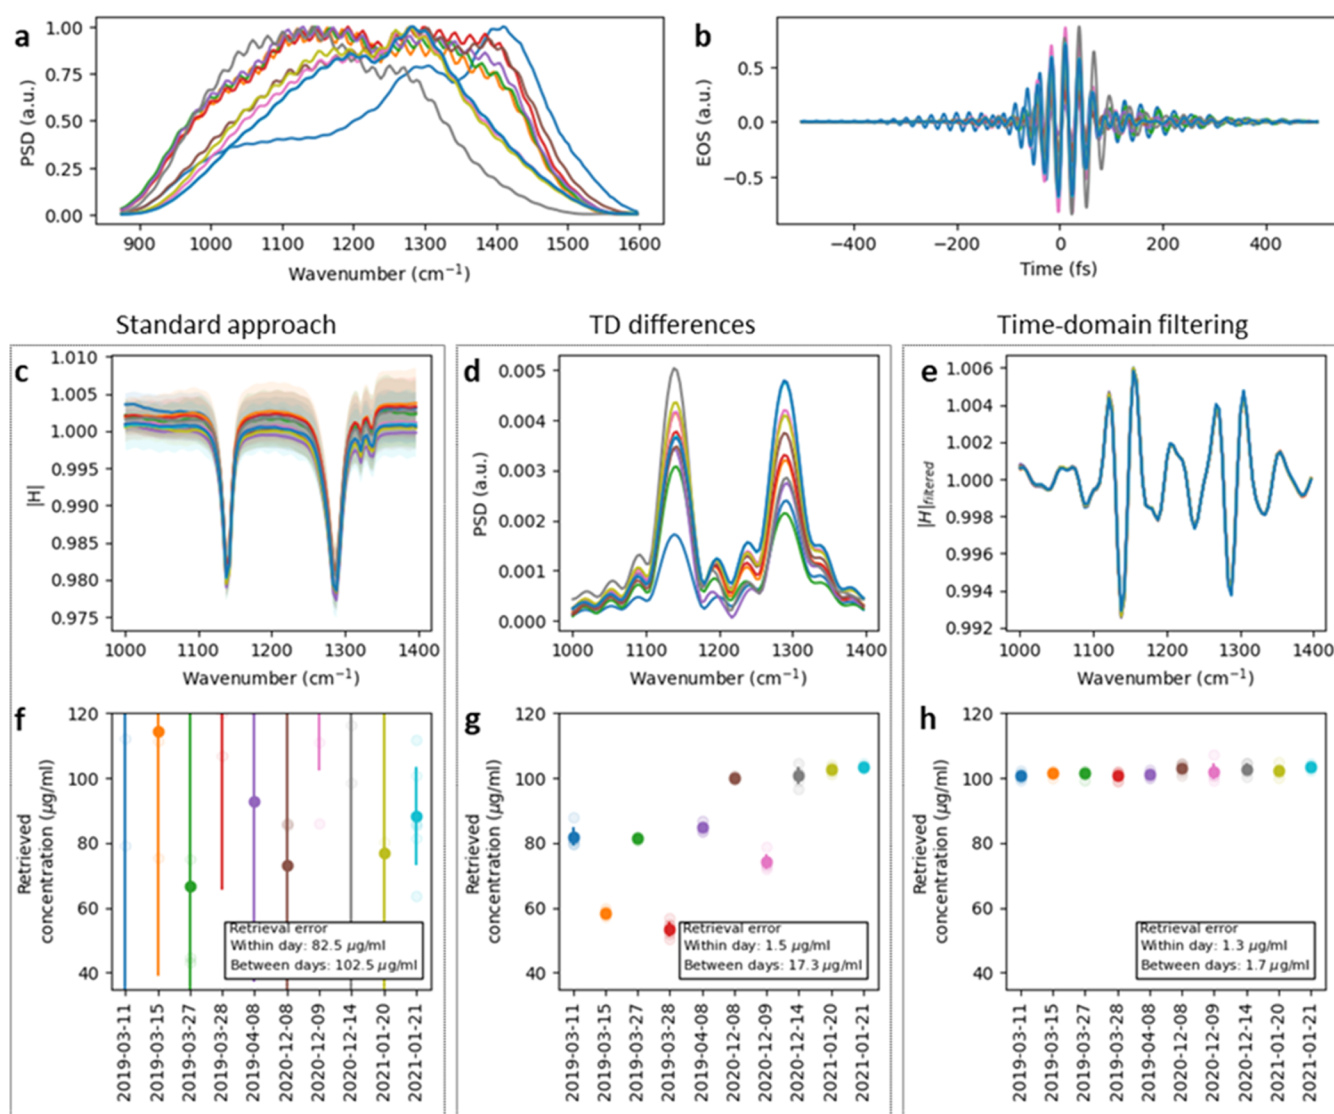 a
1.00
0.75
0.50
0.25
0.00
PSD (a.u.)
900 1000 1100 1200 1300 1400 1500 1600
Wavenumber (cm⁻¹)
b
0.5
0.0
−0.5
EOS (a.u.)
−400 −200 0 200 400
Time (fs)
Standard approach
TD differences
Time-domain filtering
c
1.010
1.005
1.000
0.995
0.990
0.985
0.980
0.975
|H|
1000 1100 1200 1300 1400
Wavenumber (cm⁻¹)
d
0.005
0.004
0.003
0.002
0.001
0.000
PSD (a.u.)
1000 1100 1200 1300 1400
Wavenumber (cm⁻¹)
e
1.006
1.004
1.002
1.000
0.998
0.996
0.994
0.992
|H|filtered
1000 1100 1200 1300 1400
Wavenumber (cm⁻¹)
f
120
100
80
60
40
Retrieved
concentration (μg/ml)
Retrieval error
Within day: 82.5 μg/ml
Between days: 102.5 μg/ml
2019-03-11
2019-03-15
2019-03-27
2019-03-28
2019-04-08
2020-12-08
2020-12-09
2020-12-14
2021-01-20
2021-01-21
g
120
100
80
60
40
Retrieved
concentration (μg/ml)
Retrieval error
Within day: 1.5 μg/ml
Between days: 17.3 μg/ml
2019-03-11
2019-03-15
2019-03-27
2019-03-28
2019-04-08
2020-12-08
2020-12-09
2020-12-14
2021-01-20
2021-01-21
h
120
100
80
60
40
Retrieved
concentration (μg/ml)
Retrieval error
Within day: 1.3 μg/ml
Between days: 1.7 μg/ml
2019-03-11
2019-03-15
2019-03-27
2019-03-28
2019-04-08
2020-12-08
2020-12-09
2020-12-14
2021-01-20
2021-01-21